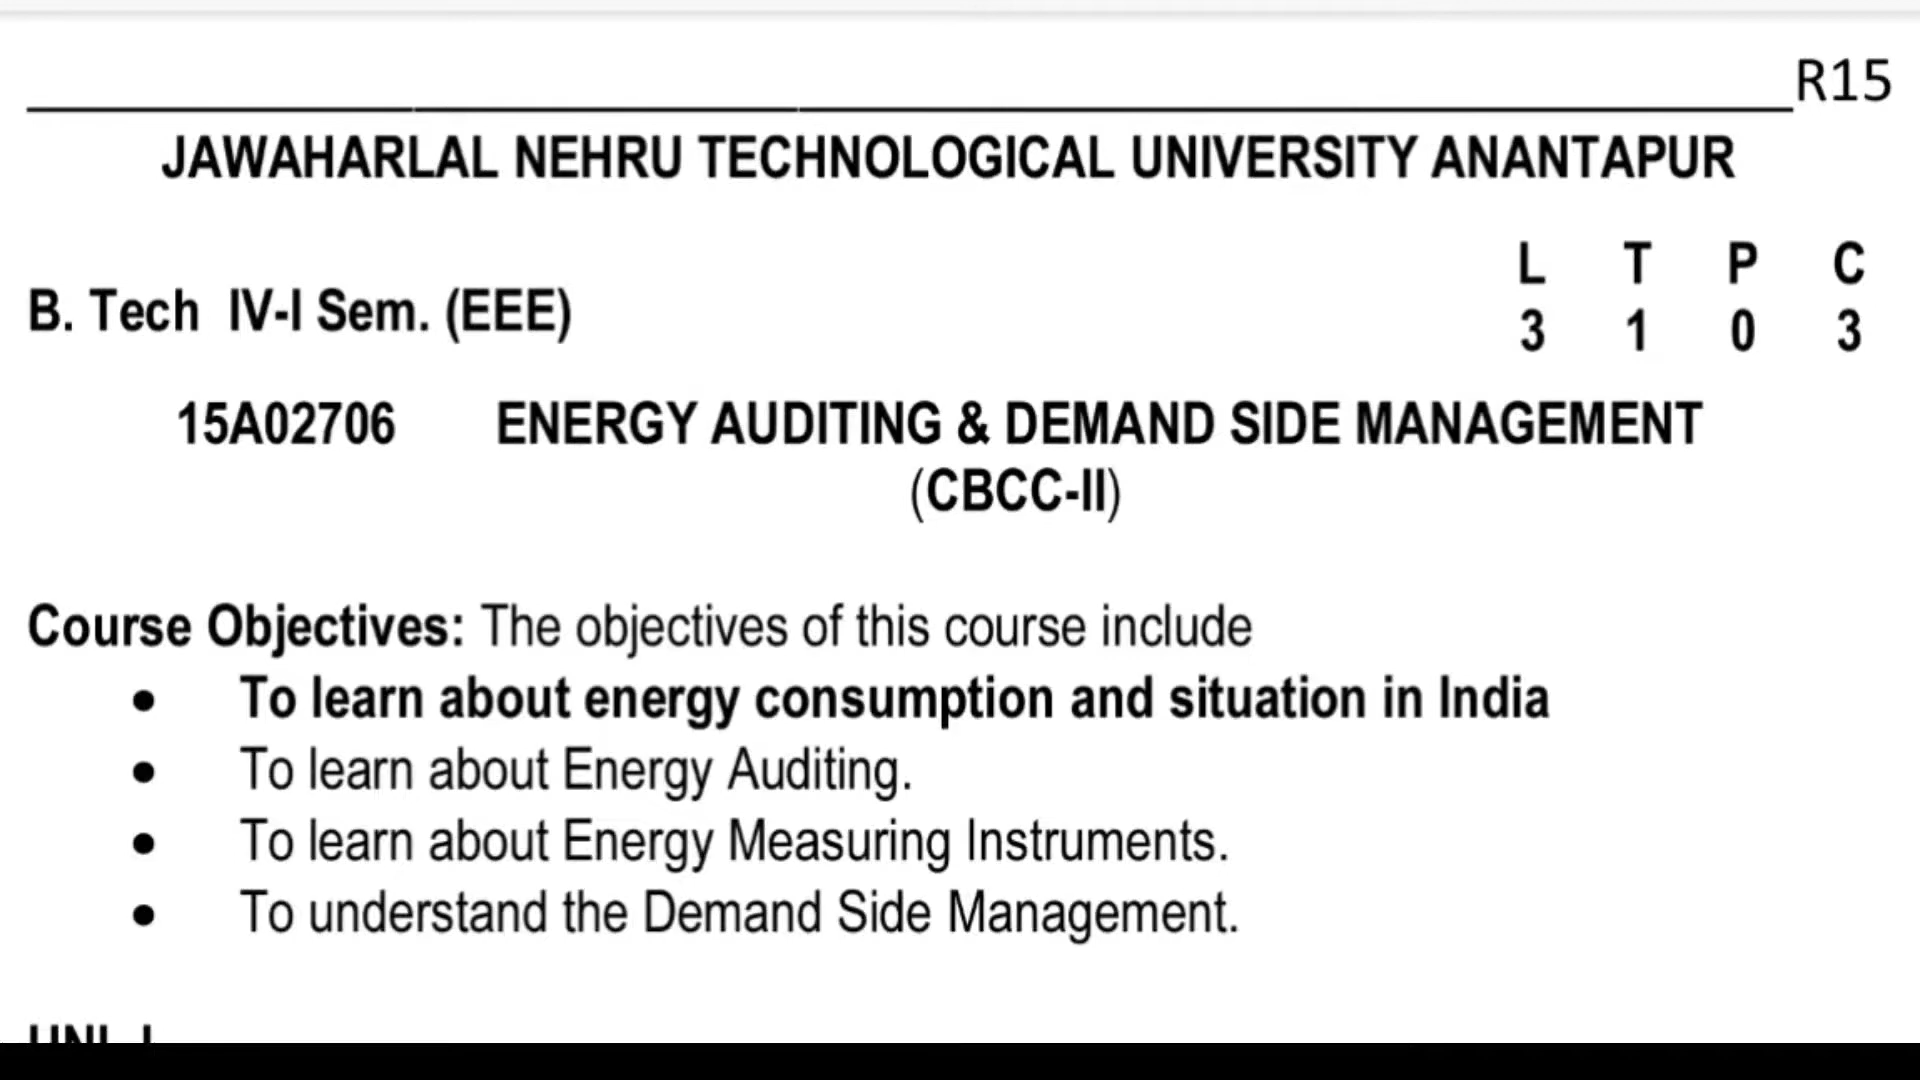 R15
JAWAHARLAL NEHRU TECHNOLOGICAL UNIVERSITY ANANTAPUR
L T P C
B. Tech IV-I Sem. (EEE)
3 1 0 3
15A02706 ENERGY AUDITING & DEMAND SIDE MANAGEMENT
(CBCC-II)
Course Objectives: The objectives of this course include
• To learn about energy consumption and situation in India
• To learn about Energy Auditing.
• To learn about Energy Measuring Instruments.
• To understand the Demand Side Management.